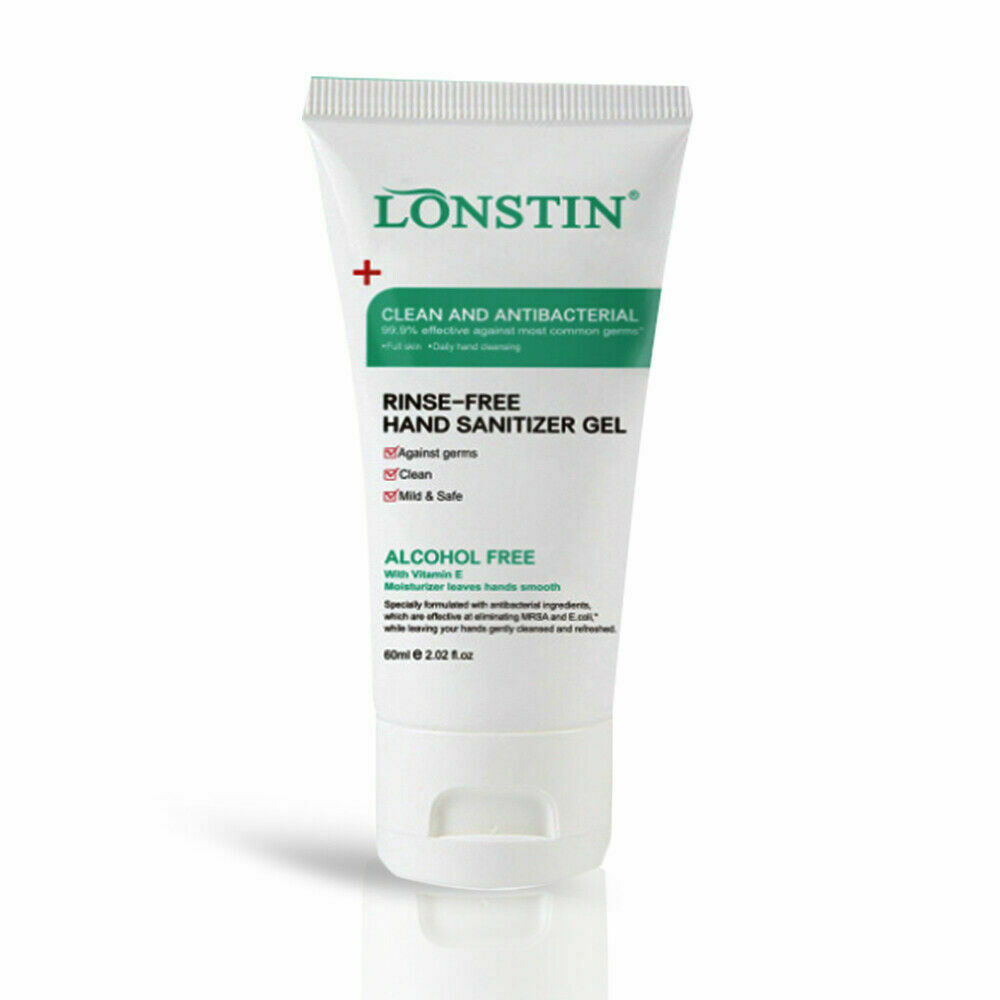 LONSTIN®
CLEAN AND ANTIBACTERIAL
99.9% effective against most common germs*
•Full skin •Daily hand cleansing
RINSE-FREE
HAND SANITIZER GEL
Against germs
Clean
Mild & Safe
ALCOHOL FREE
With Vitamin E
Moisturizer leaves hands smooth
Specially formulated with antibacterial ingredients,
which are effective at eliminating MRSA and E.coli,*
while leaving your hands gently cleansed and refreshed.
60ml ℮ 2.02 fl.oz